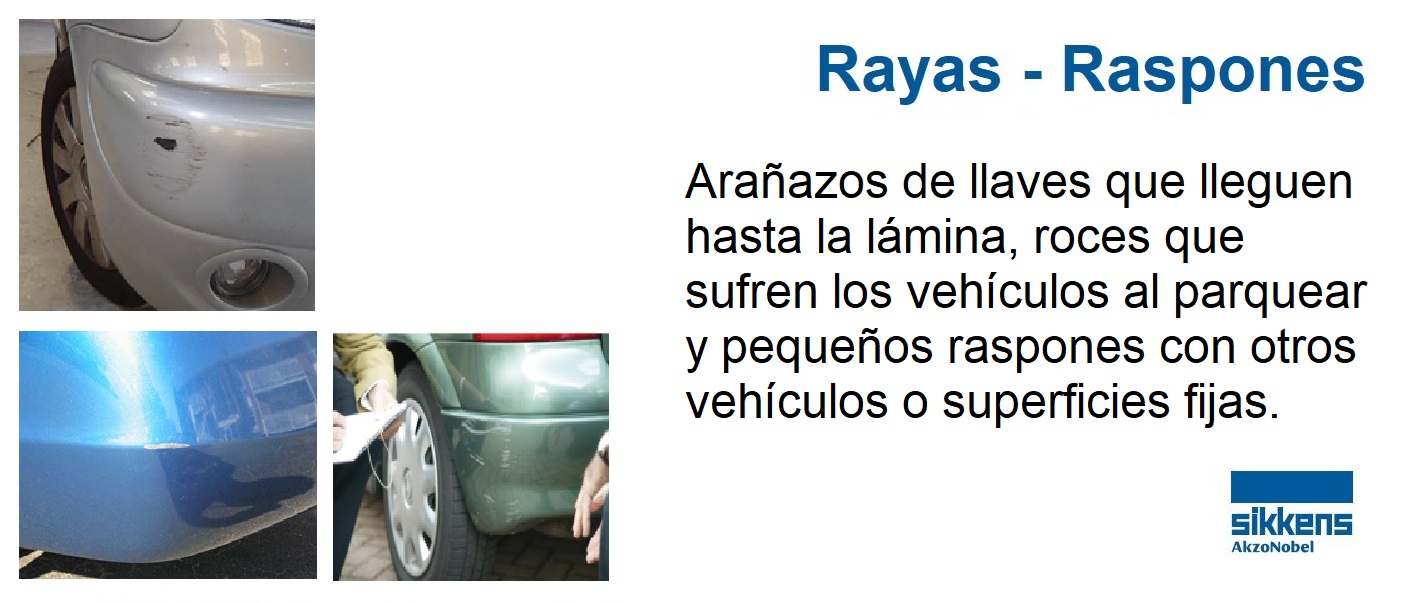 Rayas - Raspones
Arañazos de llaves que lleguen
hasta la lámina, roces que
sufren los vehículos al parquear
y pequeños raspones con otros
vehículos o superficies fijas.
sikkens
AkzoNobel